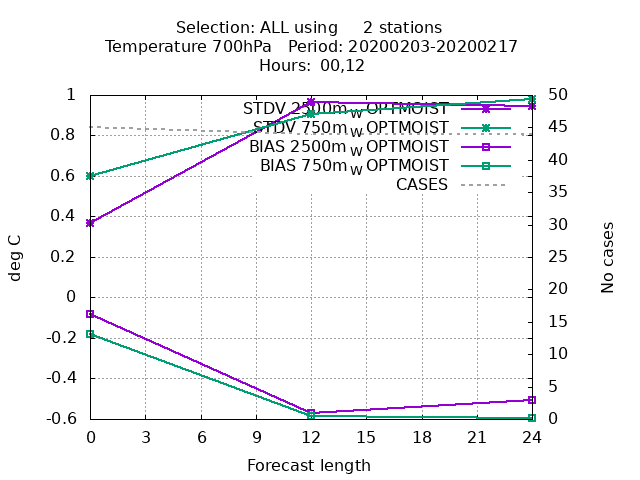 Selection: ALL using 2 stations
Temperature 700hPa Period: 20200203-20200217
Hours: 00,12
1
0.8
0.6
0.4
0.2
0
-0.2
-0.4
-0.6
deg C
STDV 2500m W OPTMOIST
STDV 750m W OPTMOIST
BIAS 2500m W OPTMOIST
BIAS 750m W OPTMOIST
CASES
50
45
40
35
30
25
20
15
10
5
0
No cases
0 3 6 9 12 15 18 21 24
Forecast length